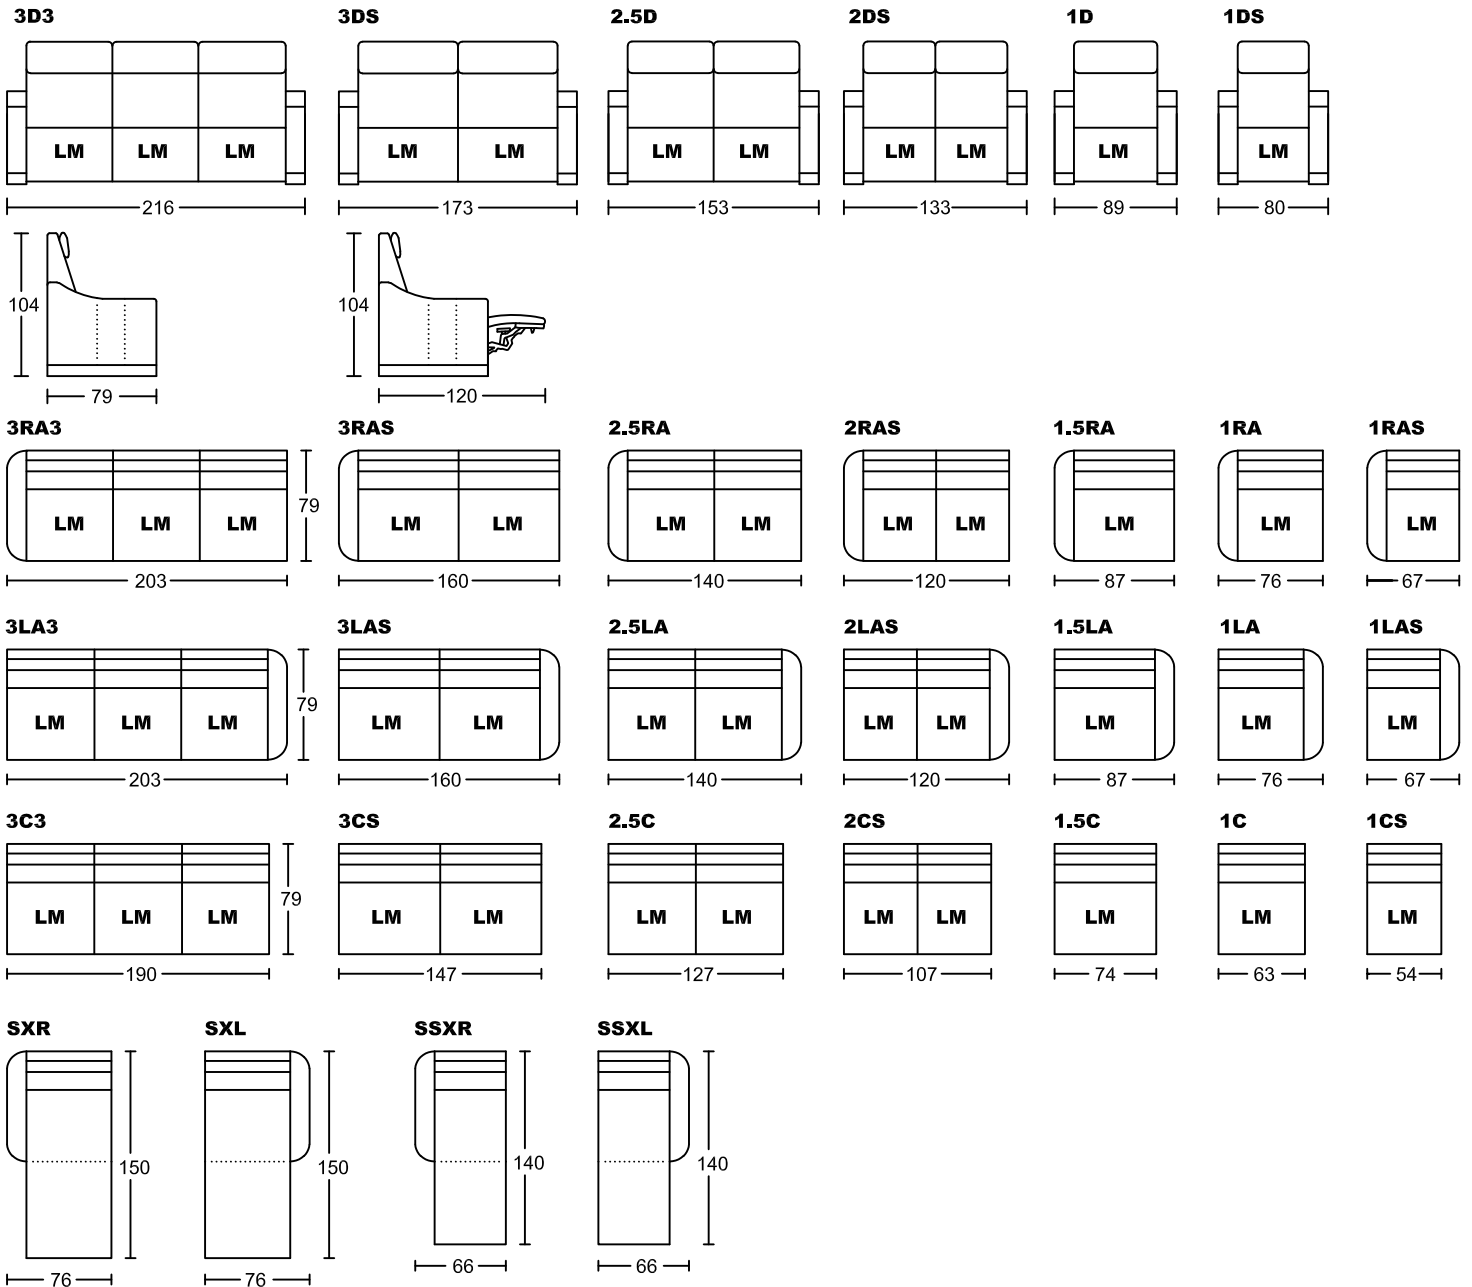 3D3 3DS 2.5D 2DS 1D 1DS
LM LM LM LM LM LM LM LM LM LM LM
216 173 153 133 89 80
104 104
79 120
3RA3 3RAS 2.5RA 2RAS 1.5RA 1RA 1RAS
79
LM LM LM LM LM LM LM LM LM LM LM LM
203 160 140 120 87 76 67
3LA3 3LAS 2.5LA 2LAS 1.5LA 1LA 1LAS
79
LM LM LM LM LM LM LM LM LM LM LM LM
203 160 140 120 87 76 67
3C3 3CS 2.5C 2CS 1.5C 1C 1CS
79
LM LM LM LM LM LM LM LM LM LM LM LM
190 147 127 107 74 63 54
SXR SXL SSXR SSXL
150 150 140 140
76 76 66 66